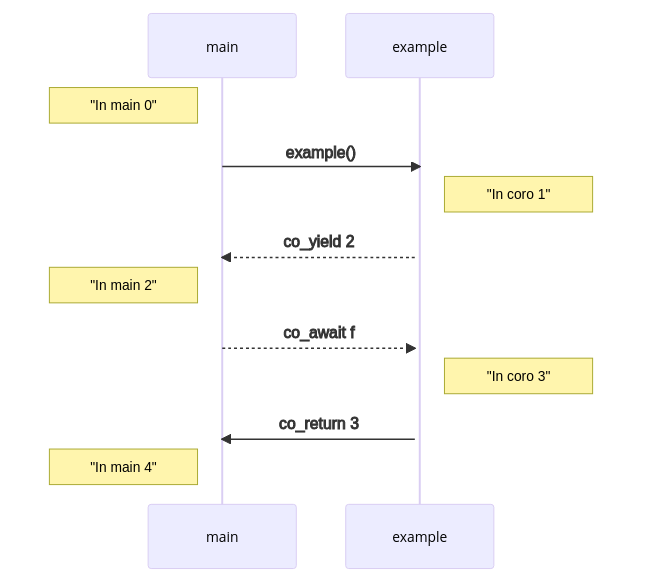 main
example
"In main 0"
example()
"In coro 1"
co_yield 2
"In main 2"
co_await f
"In coro 3"
co_return 3
"In main 4"
main
example